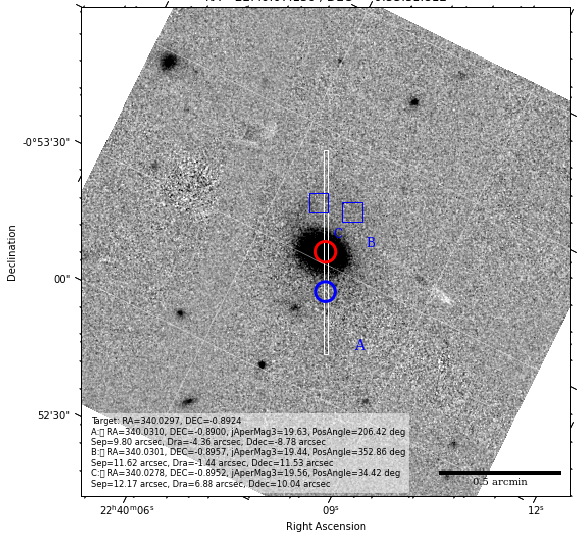 -0°53'30"
00"
52'30"
Declination
C
B
A
Target: RA=340.0297, DEC=-0.8924
A: RA=340.0310, DEC=-0.8900, jAperMag3=19.63, PosAngle=206.42 deg
Sep=9.80 arcsec, Dra=-4.36 arcsec, Ddec=-8.78 arcsec
B: RA=340.0301, DEC=-0.8957, jAperMag3=19.44, PosAngle=352.86 deg
Sep=11.62 arcsec, Dra=-1.44 arcsec, Ddec=11.53 arcsec
C: RA=340.0278, DEC=-0.8952, jAperMag3=19.56, PosAngle=34.42 deg
Sep=12.17 arcsec, Dra=6.88 arcsec, Ddec=10.04 arcsec
0.5 arcmin
22ʰ40ᵐ06ˢ 09ˢ 12ˢ
Right Ascension